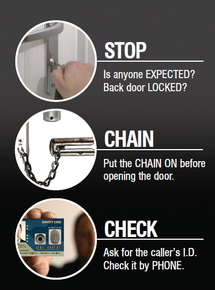 STOP
Is anyone EXPECTED?
Back door LOCKED?
CHAIN
Put the CHAIN ON before
opening the door.
CHECK
Ask for the caller's I.D.
Check it by PHONE.